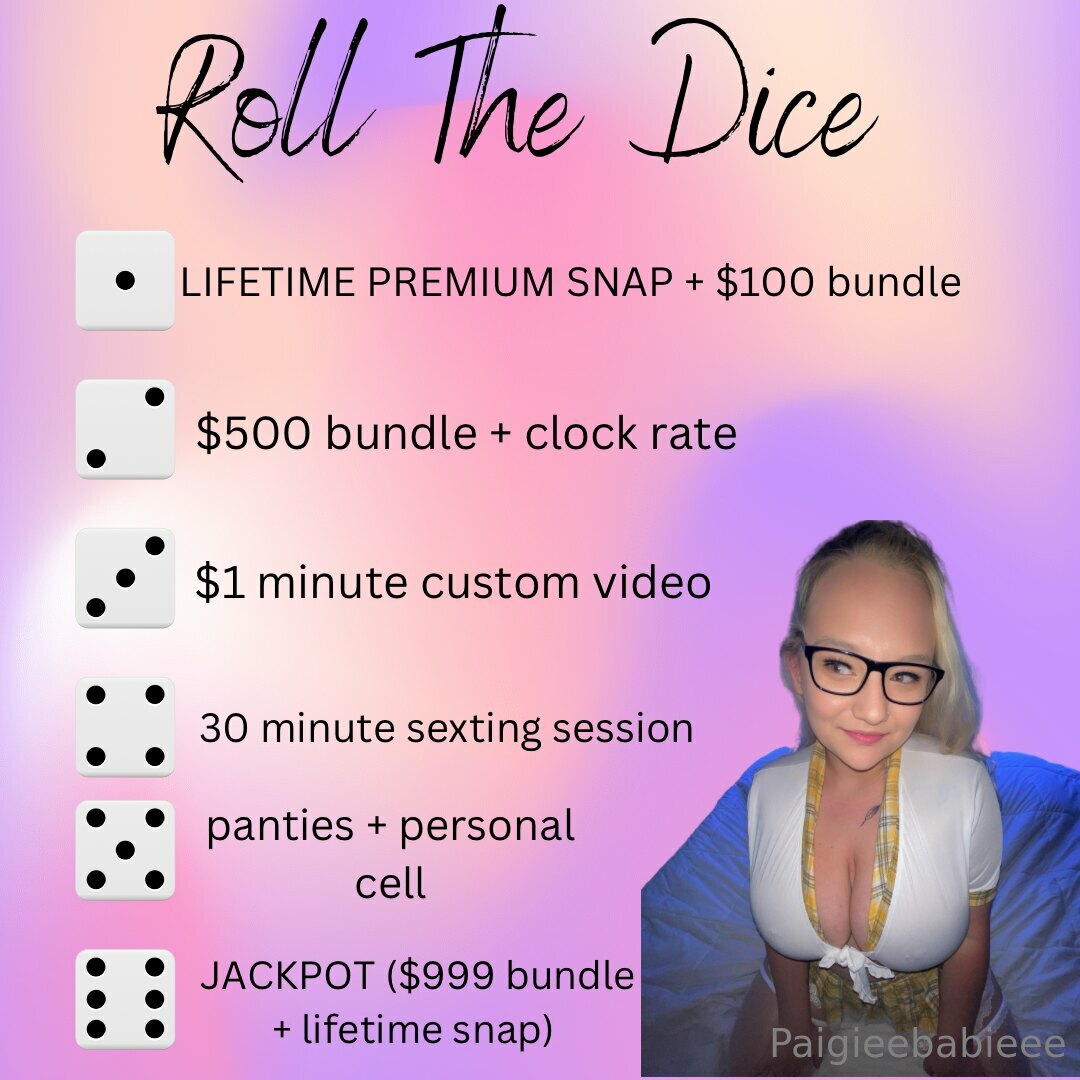 Roll The Dice
LIFETIME PREMIUM SNAP + $100 bundle
$500 bundle + clock rate
$1 minute custom video
30 minute sexting session
panties + personal
cell
JACKPOT ($999 bundle
+ lifetime snap)
Paigieebabieee